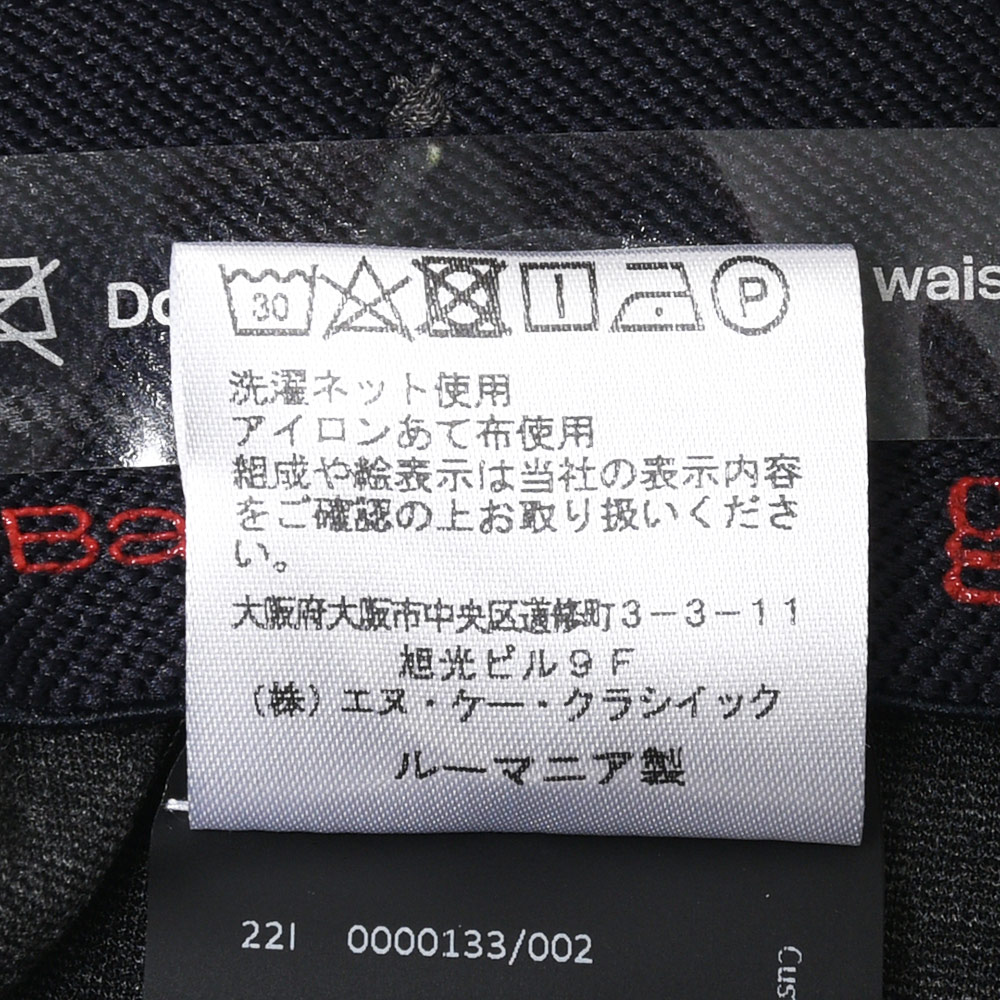 Do
wais
30
P
洗濯ネット使用
アイロンあて布使用
組成や絵表示は当社の表示内容
をご確認の上お取り扱いくださ
い。
Ba
大阪府大阪市中央区道修町3-3-11
旭光ビル9F
(株)エヌ・ケー・クラシイック
ルーマニア製
22I 0000133/002
Cus